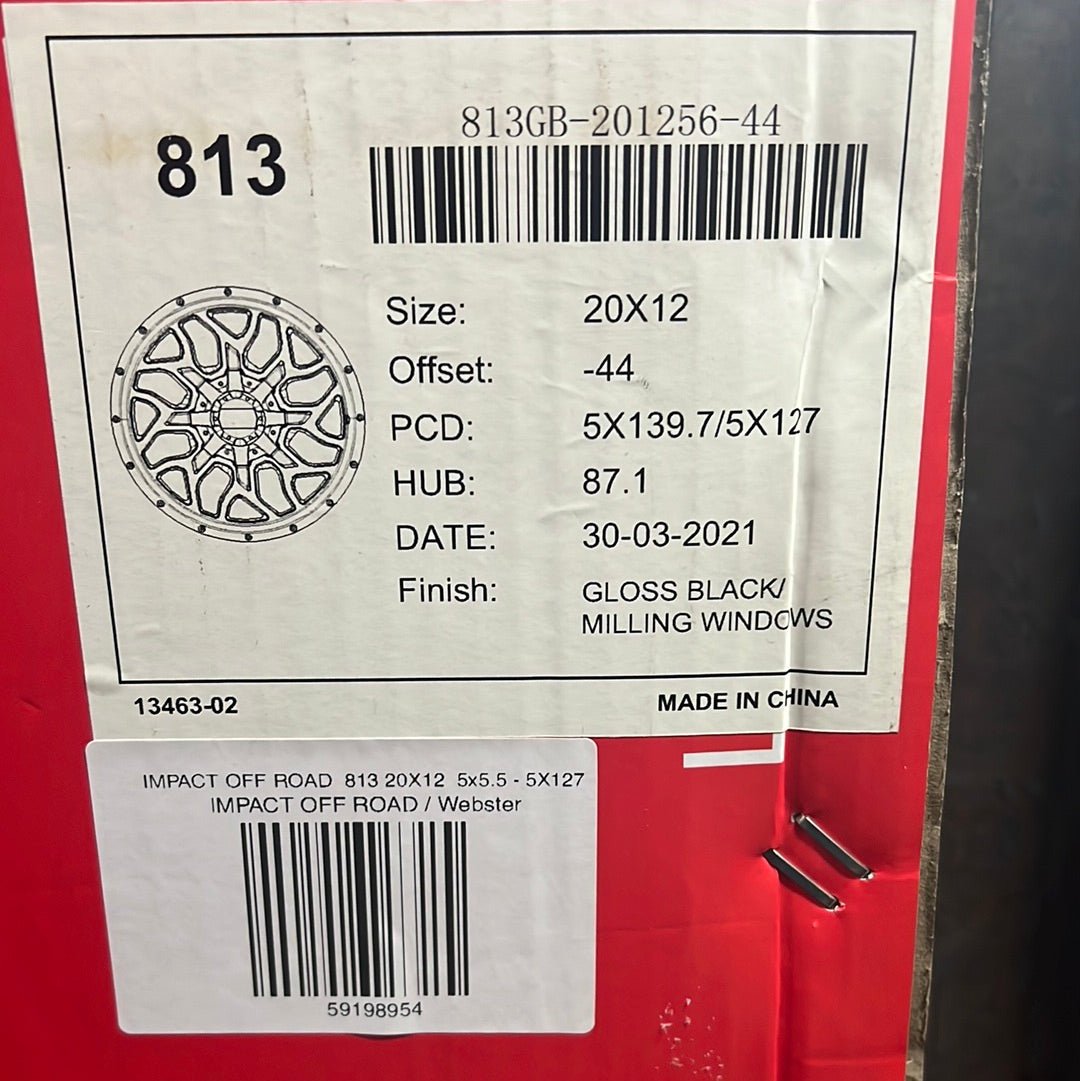 813
813GB-201256-44
Size: 20X12
Offset: -44
PCD: 5X139.7/5X127
HUB: 87.1
DATE: 30-03-2021
Finish: GLOSS BLACK/
MILLING WINDOWS
13463-02 MADE IN CHINA
IMPACT OFF ROAD 813 20X12 5x5.5 - 5X127
IMPACT OFF ROAD / Webster
59198954